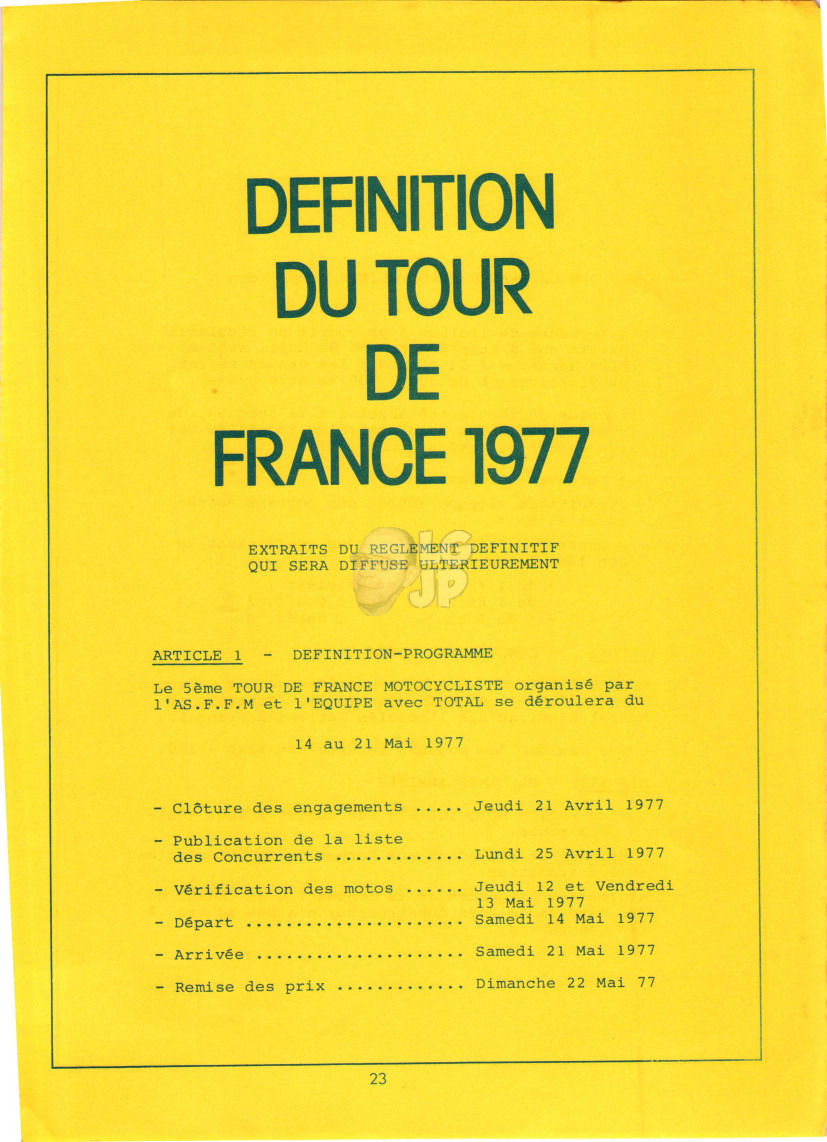 DEFINITION
DU TOUR
DE
FRANCE 1977
EXTRAITS DU REGLEMENT DEFINITIF
QUI SERA DIFFUSE ULTERIEUREMENT
JG
JP
ARTICLE 1 - DEFINITION-PROGRAMME
Le 5ème TOUR DE FRANCE MOTOCYCLISTE organisé par
l'AS.F.F.M et l'EQUIPE avec TOTAL se déroulera du
14 au 21 Mai 1977
- Clôture des engagements ..... Jeudi 21 Avril 1977
- Publication de la liste
des Concurrents ............. Lundi 25 Avril 1977
- Vérification des motos ...... Jeudi 12 et Vendredi
13 Mai 1977
- Départ ....................... Samedi 14 Mai 1977
- Arrivée ...................... Samedi 21 Mai 1977
- Remise des prix ............. Dimanche 22 Mai 77
23